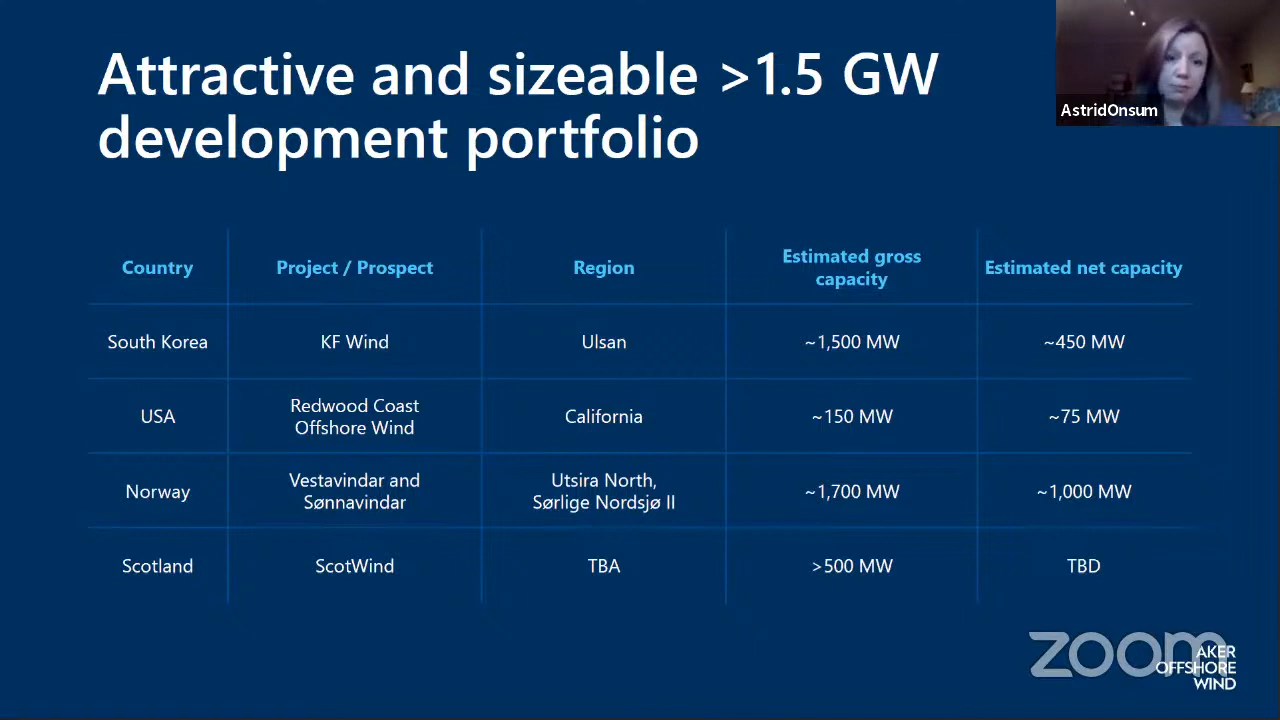 Attractive and sizeable >1.5 GW
development portfolio
AstridOnsum
Country
Project / Prospect
Region
Estimated gross
capacity
Estimated net capacity
South Korea
KF Wind
Ulsan
~1,500 MW
~450 MW
USA
Redwood Coast
Offshore Wind
California
~150 MW
~75 MW
Norway
Vestavindar and
Sønnavindar
Utsira North,
Sørlige Nordsjø II
~1,700 MW
~1,000 MW
Scotland
ScotWind
TBA
>500 MW
TBD
zoom
AKER
OFFSHORE
WIND